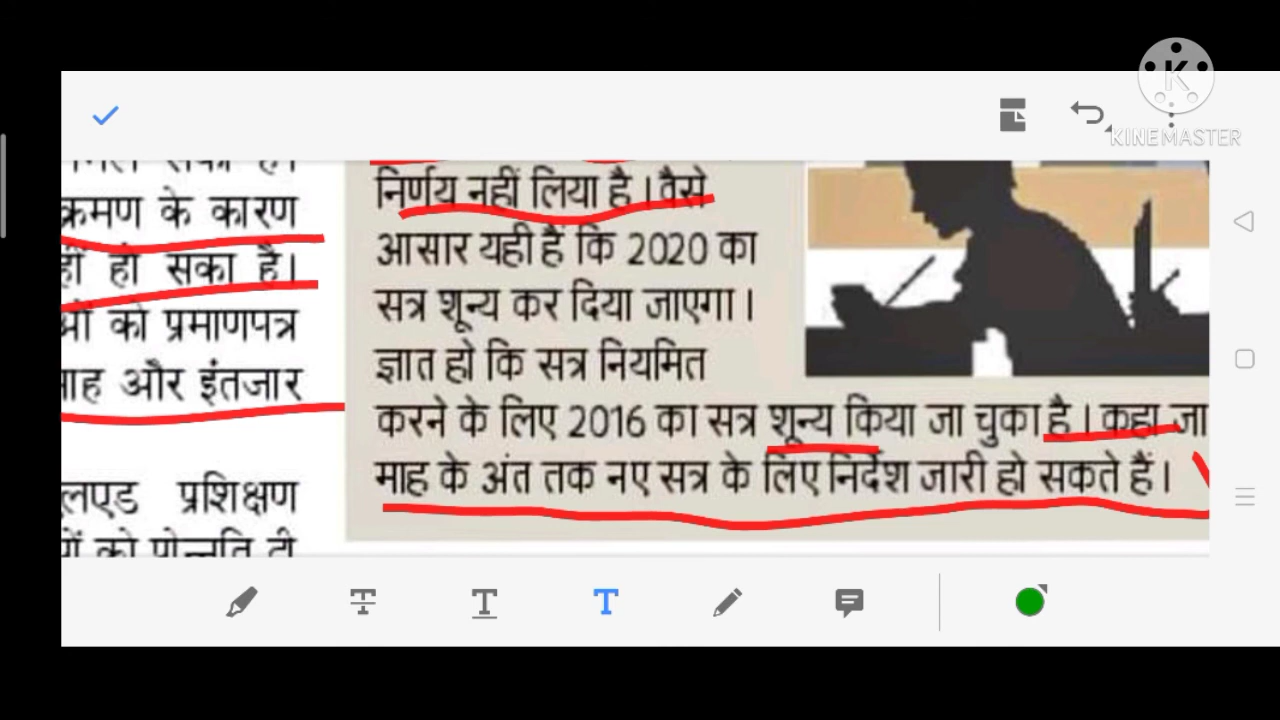 KINEMASTER
क्रमण के कारण
हो सका है।
को प्रमाणपत्र
माह और इंतजार
प्रशिक्षण
को प्रोन्नति दी
निर्णय नहीं लिया है । वैसे
आसार यही हैं कि 2020 का
सत्र शून्य कर दिया जाएगा ।
ज्ञात हो कि सत्र नियमित
करने के लिए 2016 का सत्र शून्य किया जा चुका है । कहा जा
माह के अंत तक नए सत्र के लिए निर्देश जारी हो सकते हैं ।
T